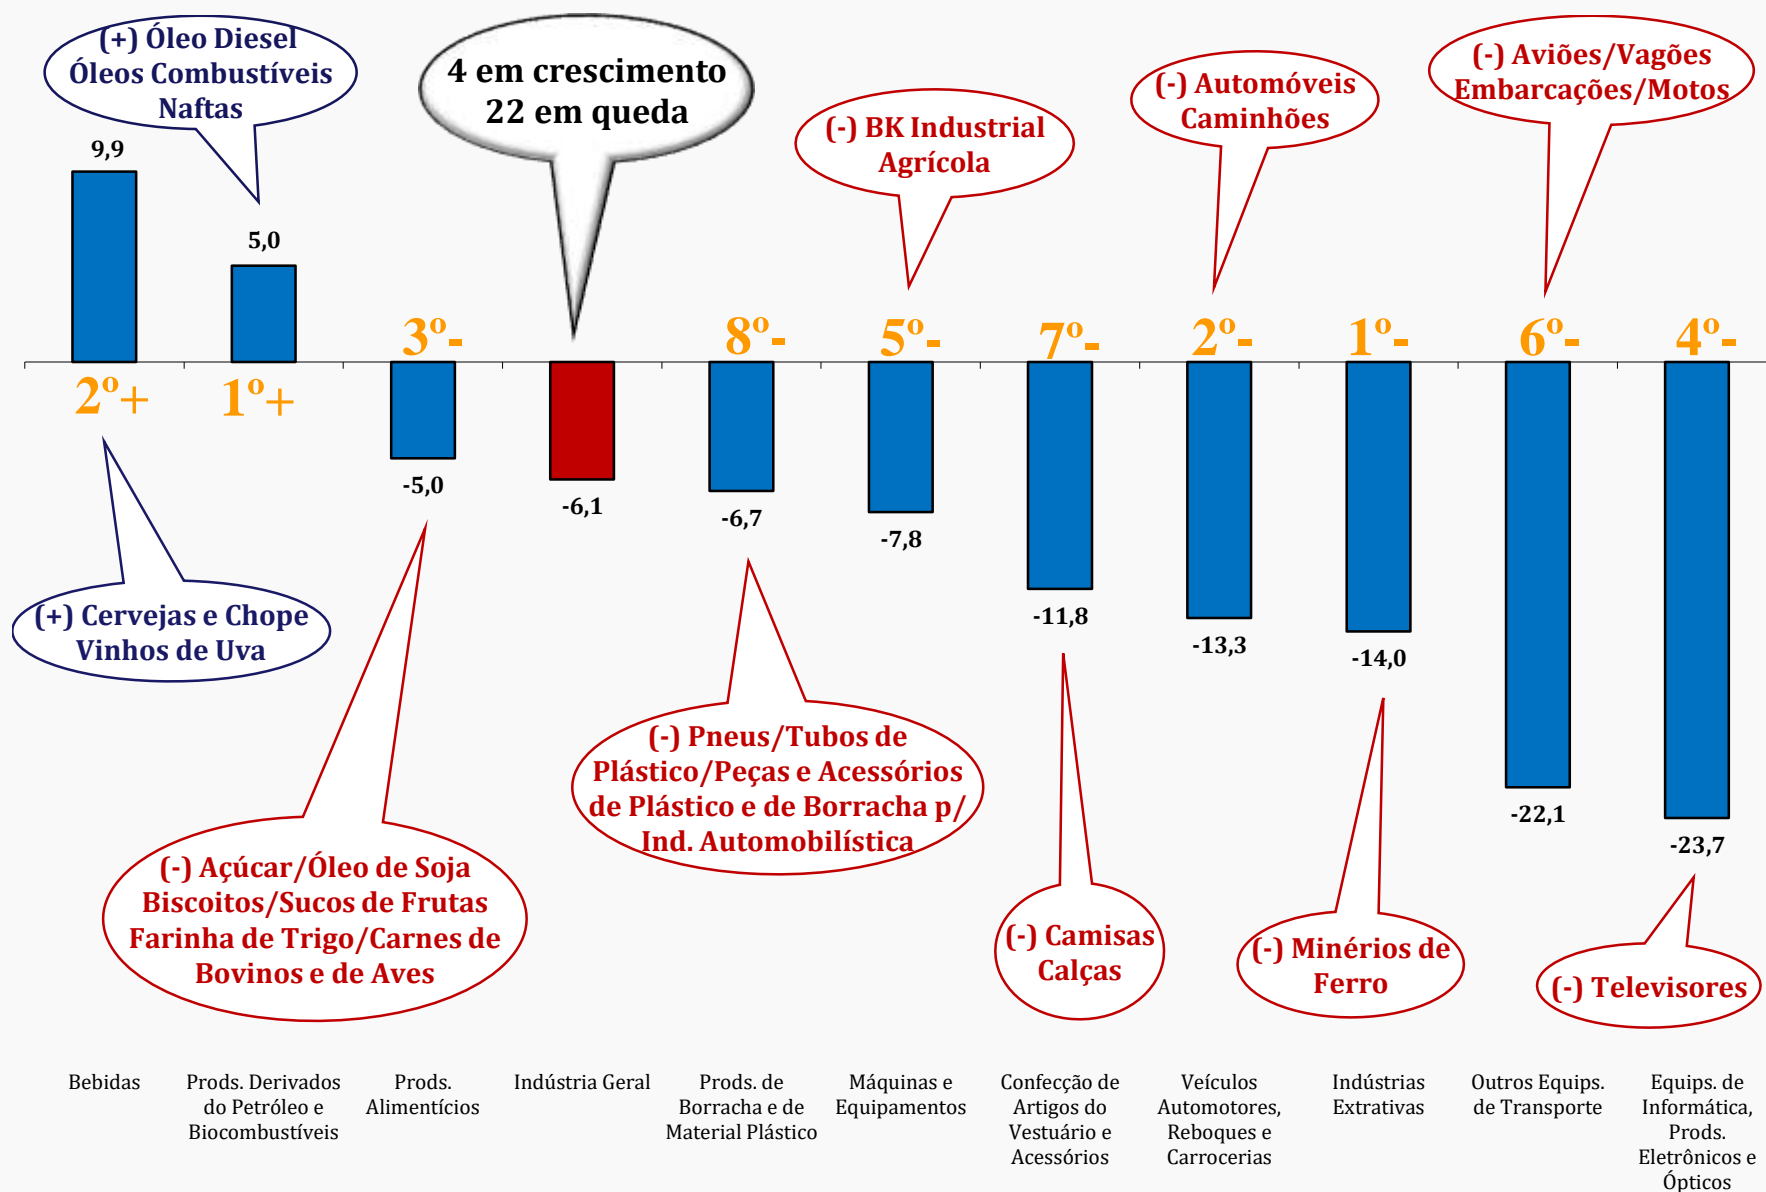 (+) Óleo Diesel
Óleos Combustíveis
Naftas
4 em crescimento
22 em queda
(-) BK Industrial
Agrícola
(-) Automóveis
Caminhões
(-) Aviões/Vagões
Embarcações/Motos
9,9
5,0
3º-
8º-
5º-
7º-
2º-
1º-
6º-
4º-
2º+
1º+
-5,0
-6,1
-6,7
-7,8
-11,8
-13,3
-14,0
-22,1
-23,7
(+) Cervejas e Chope
Vinhos de Uva
(-) Açúcar/Óleo de Soja
Biscoitos/Sucos de Frutas
Farinha de Trigo/Carnes de
Bovinos e de Aves
(-) Pneus/Tubos de
Plástico/Peças e Acessórios
de Plástico e de Borracha p/
Ind. Automobilística
(-) Camisas
Calças
(-) Minérios de
Ferro
(-) Televisores
Bebidas
Prods. Derivados
do Petróleo e
Biocombustíveis
Prods.
Alimentícios
Indústria Geral
Prods. de
Borracha e de
Material Plástico
Máquinas e
Equipamentos
Confecção de
Artigos do
Vestuário e
Acessórios
Veículos
Automotores,
Reboques e
Carrocerias
Indústrias
Extrativas
Outros Equips.
de Transporte
Equips. de
Informática,
Prods.
Eletrônicos e
Ópticos